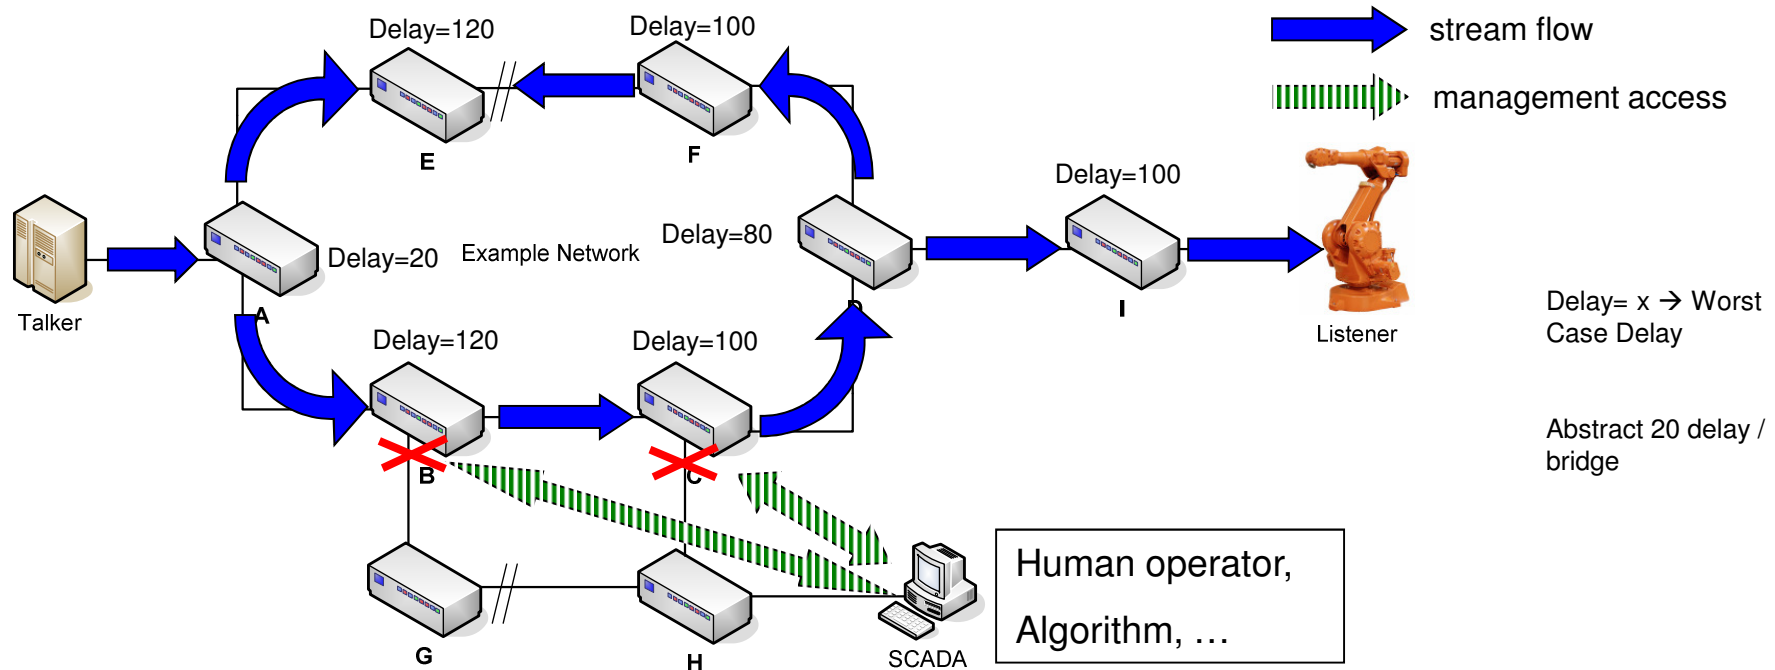 Delay=120
Delay=100
stream flow
management access
E
F
Delay=100
Delay=80
Delay=20
Example Network
A
D
I
Talker
Listener
Delay= x → Worst
Case Delay
Delay=120
Delay=100
Abstract 20 delay /
bridge
B
C
Human operator,
Algorithm, …
G
H
SCADA